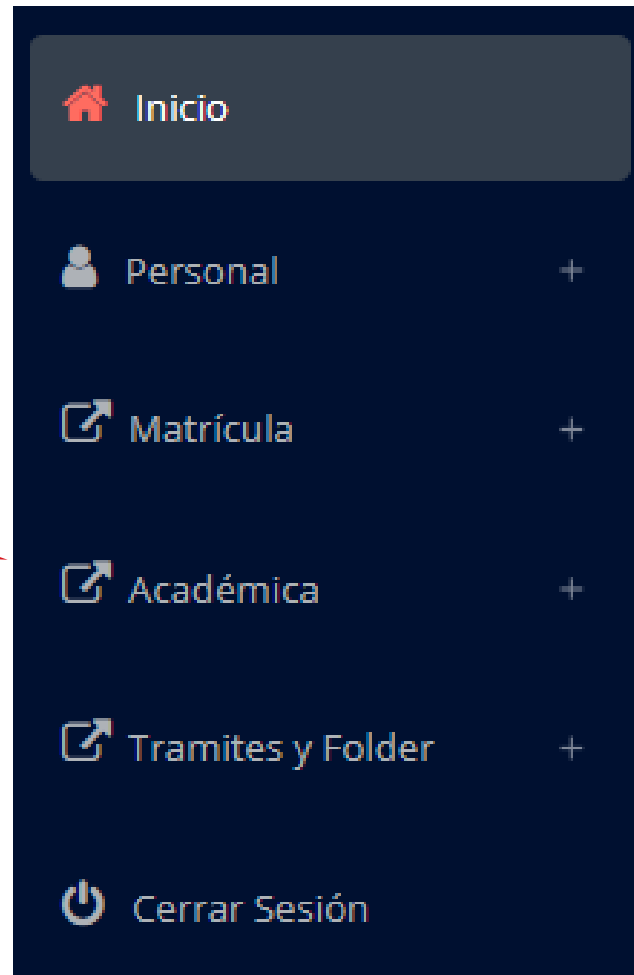 Inicio
Personal +
Matrícula +
Académica +
Tramites y Folder +
Cerrar Sesión